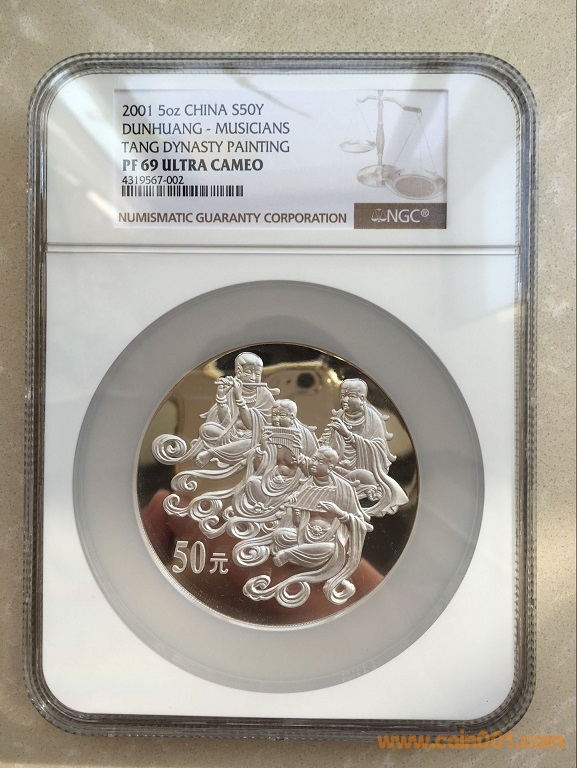 2001 5oz CHINA S50Y
DUNHUANG - MUSICIANS
TANG DYNASTY PAINTING
PF 69 ULTRA CAMEO
4319567-002
NUMISMATIC GUARANTY CORPORATION
NGC®
50元
www.coin001.com